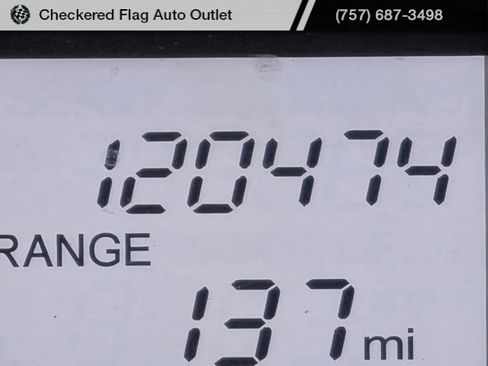 Checkered Flag Auto Outlet (757) 687-3498
120474
RANGE
137 mi